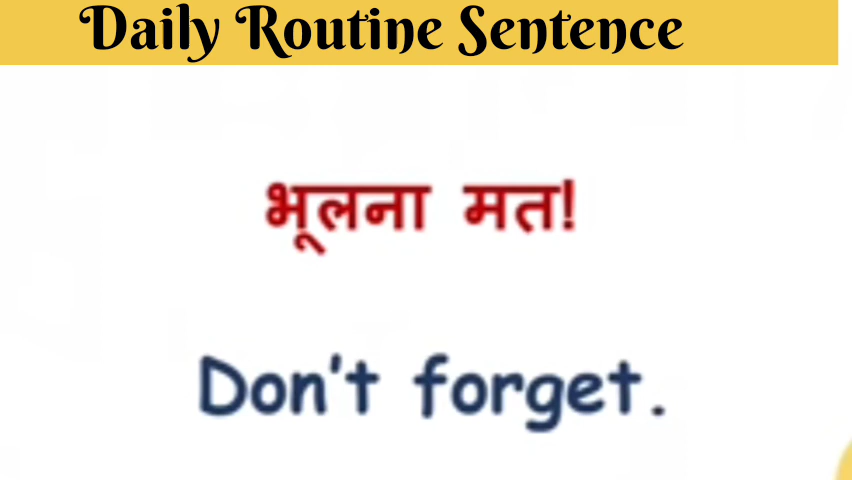 Daily Routine Sentence
भूलना मत!
Don't forget.